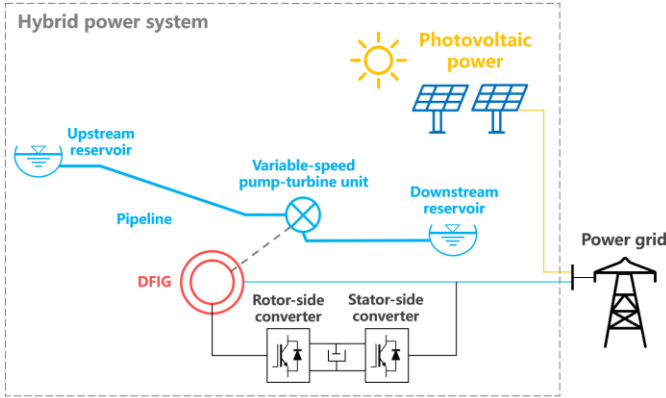 Hybrid power system
Photovoltaic
power
Upstream
reservoir
Variable-speed
pump-turbine unit
Downstream
reservoir
Pipeline
Power grid
DFIG
Rotor-side
converter
Stator-side
converter